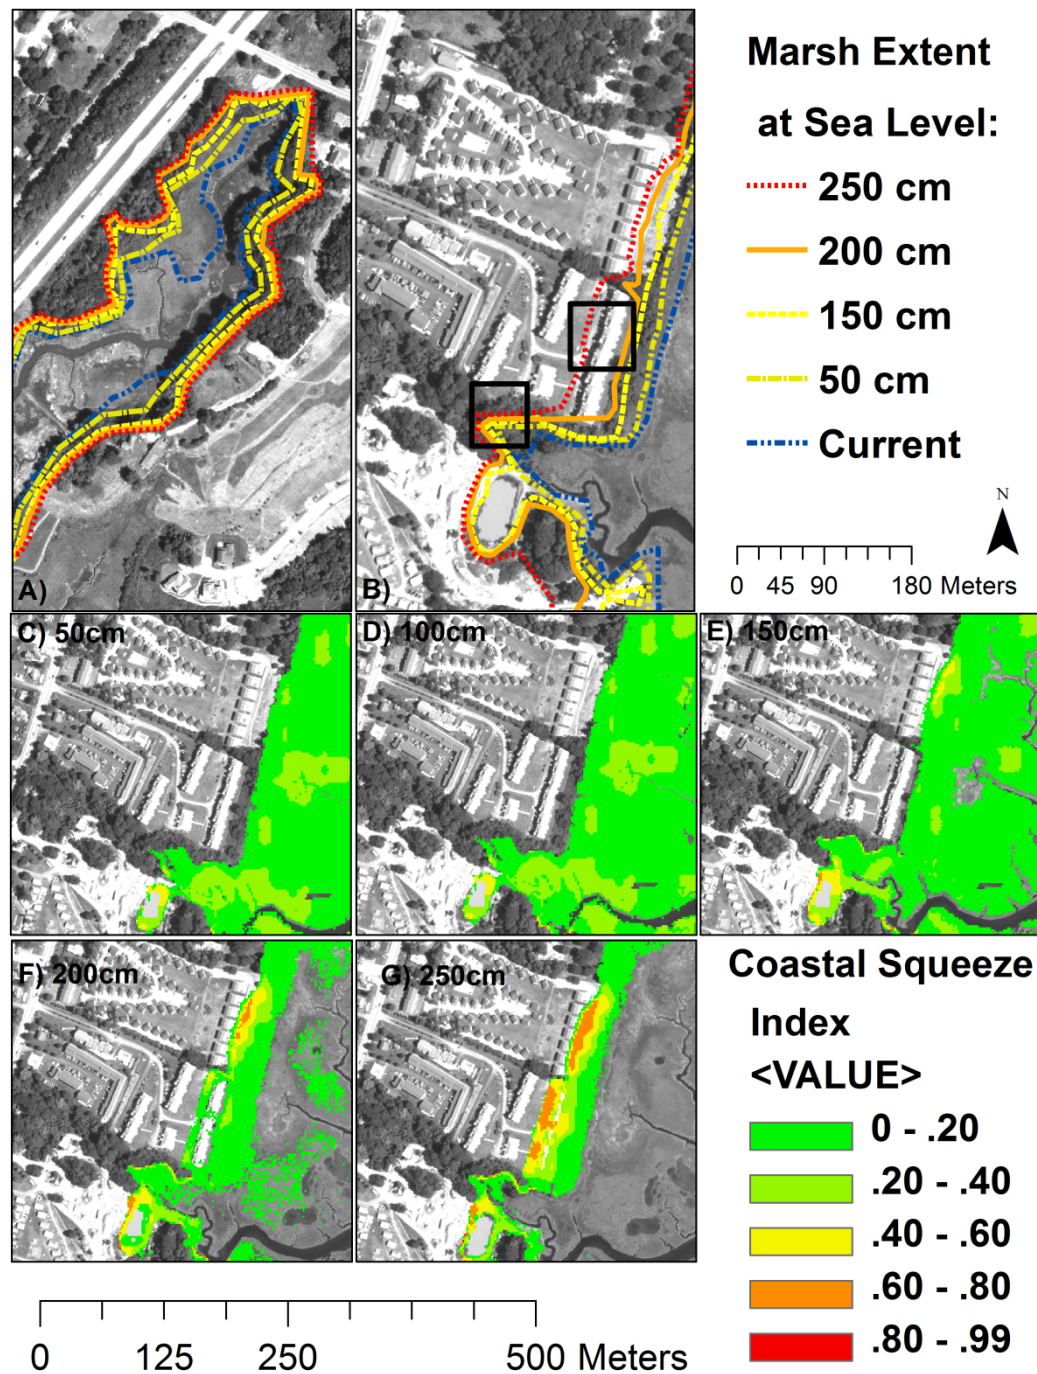 A)
B)
Marsh Extent
at Sea Level:
250 cm
200 cm
150 cm
50 cm
Current
N
0 45 90 180 Meters
C) 50cm
D) 100cm
E) 150cm
F) 200cm
G) 250cm
Coastal Squeeze
Index
<VALUE>
0 - .20
.20 - .40
.40 - .60
.60 - .80
.80 - .99
0 125 250 500 Meters